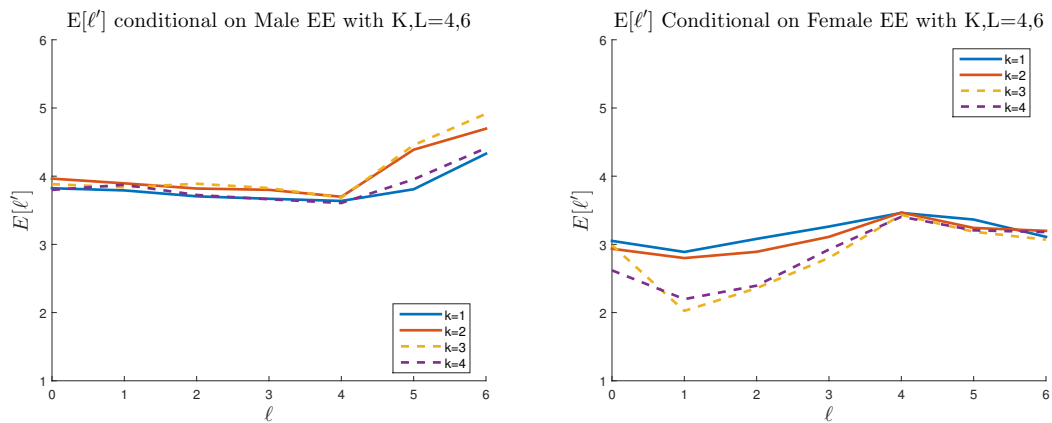 E[ℓ′] conditional on Male EE with K,L=4,6
6
5
4
3
2
1
E[ℓ′]
0 1 2 3 4 5 6
ℓ
k=1
k=2
k=3
k=4
E[ℓ′] Conditional on Female EE with K,L=4,6
6
5
4
3
2
1
E[ℓ′]
0 1 2 3 4 5 6
ℓ
k=1
k=2
k=3
k=4